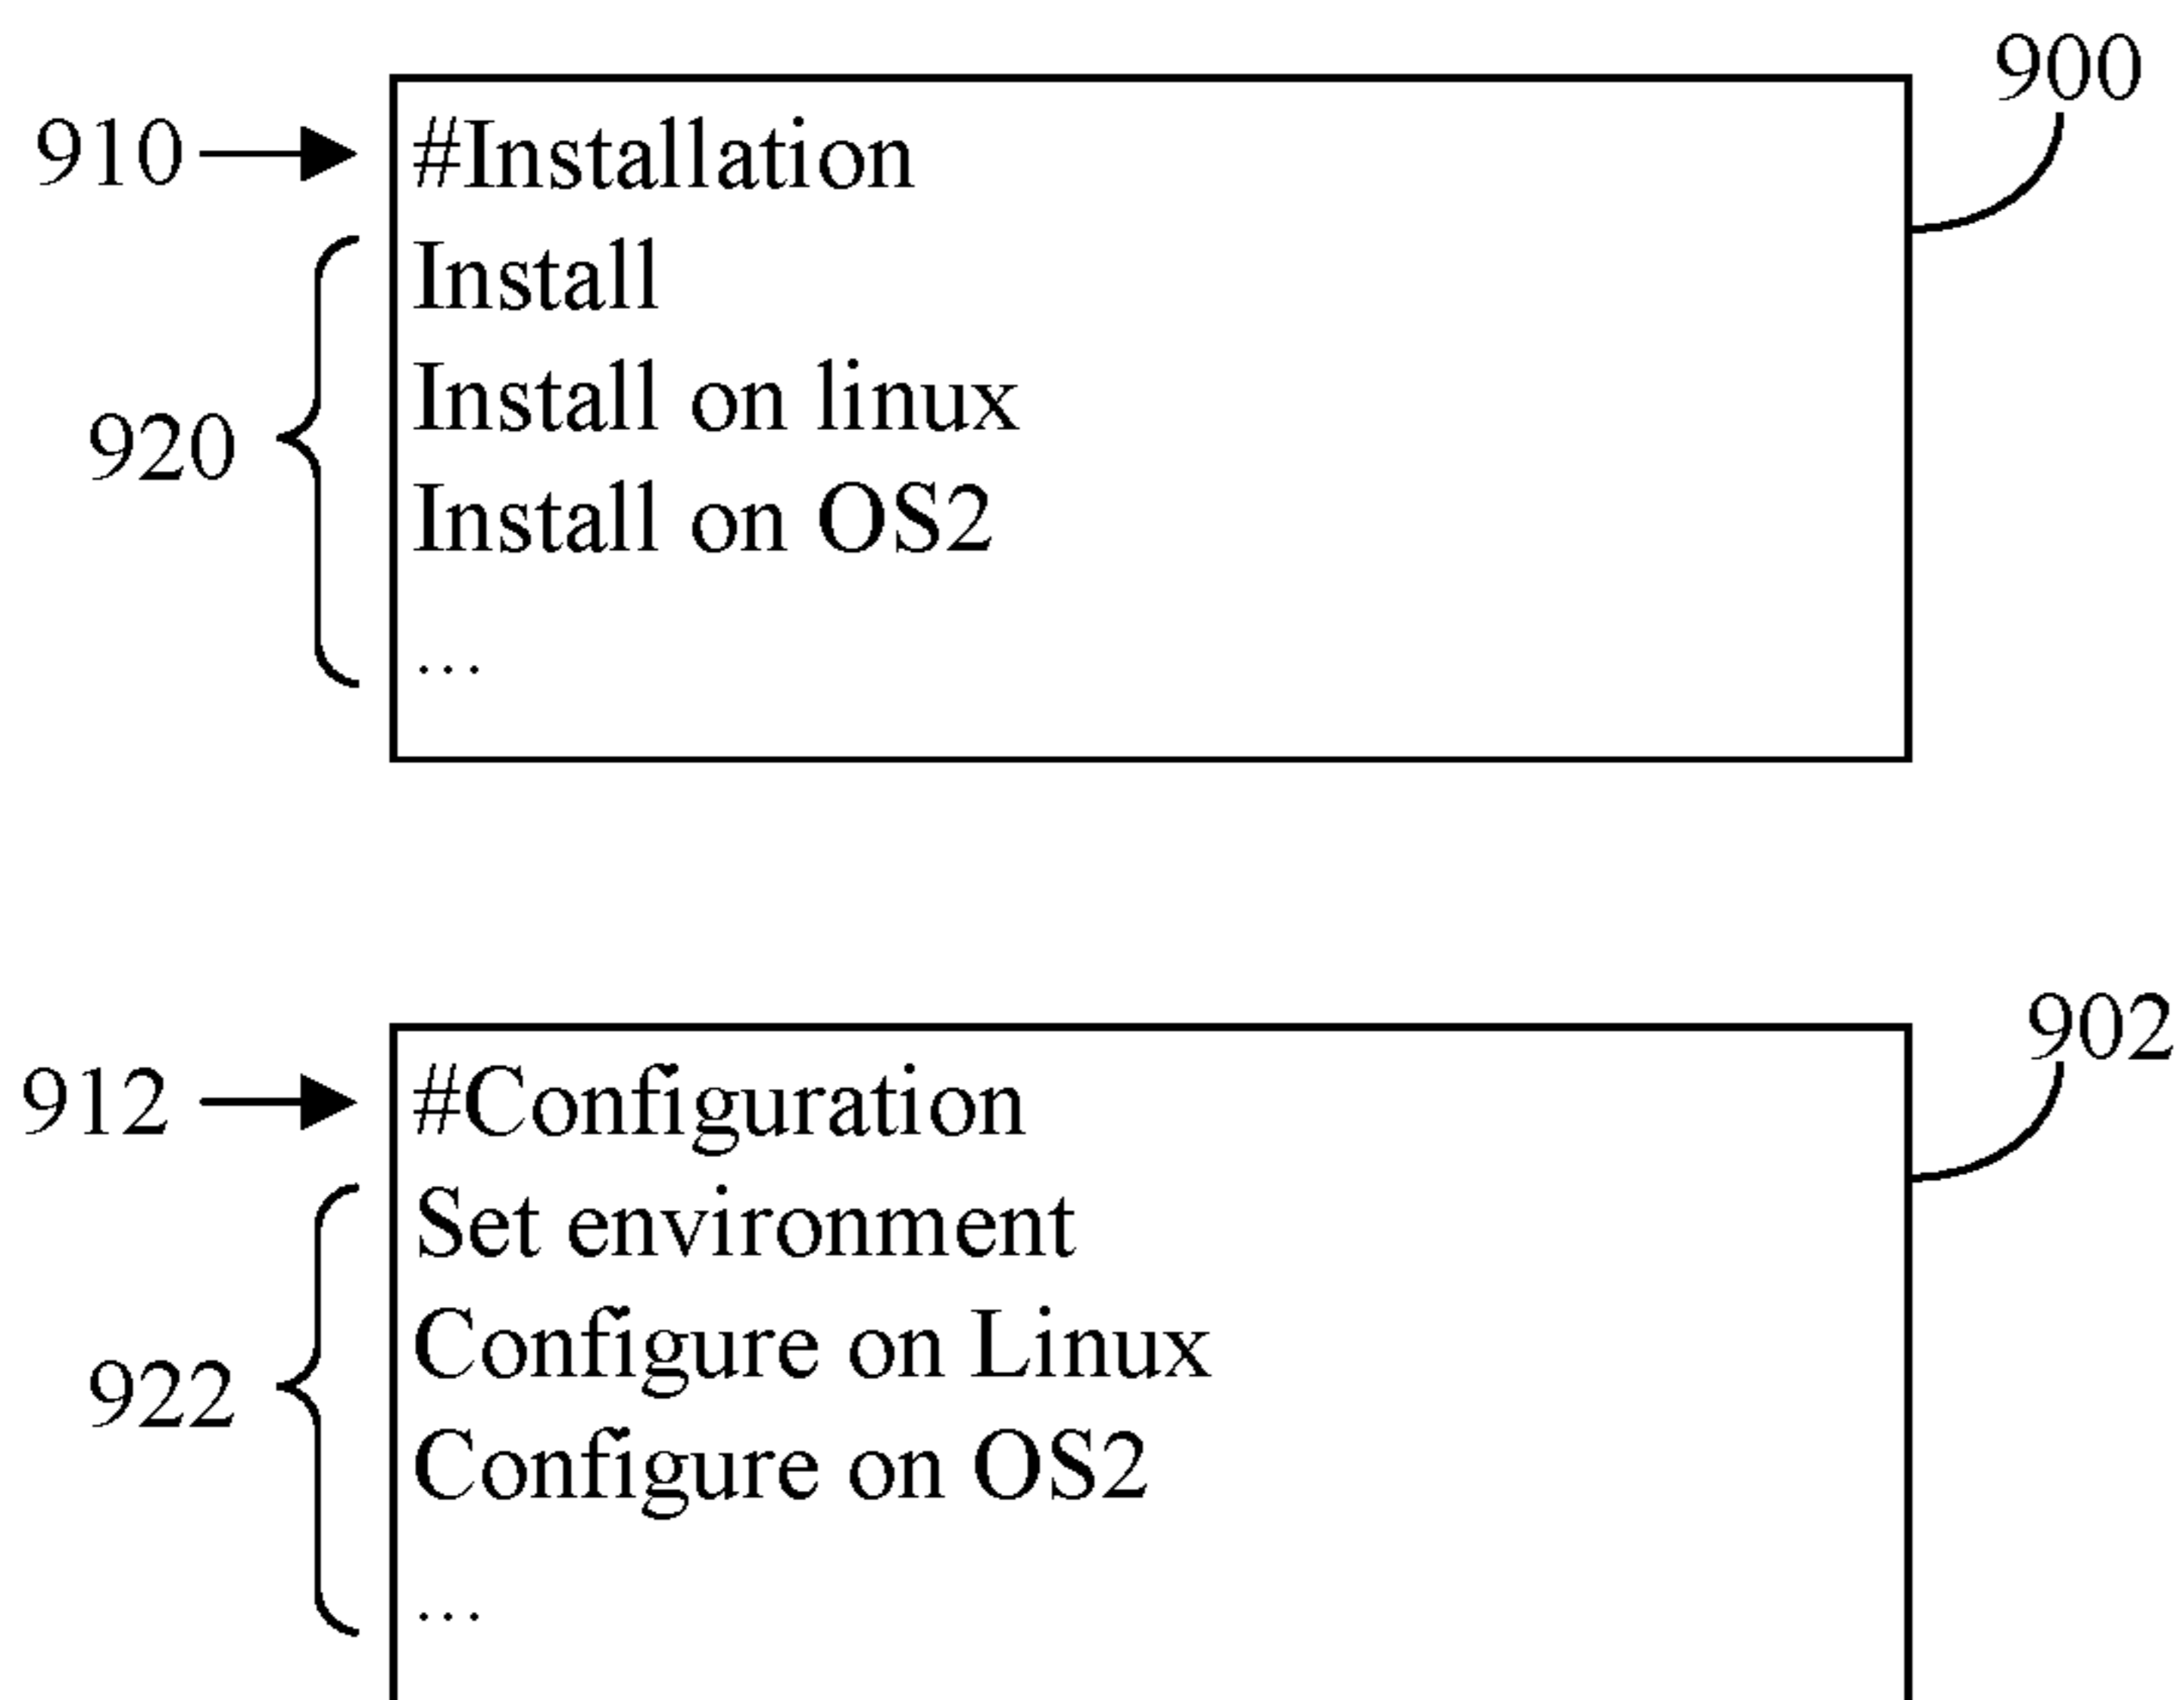 900
910 #Installation
Install
Install on linux
920
Install on OS2
...
902
912 #Configuration
Set environment
Configure on Linux
922
Configure on OS2
...